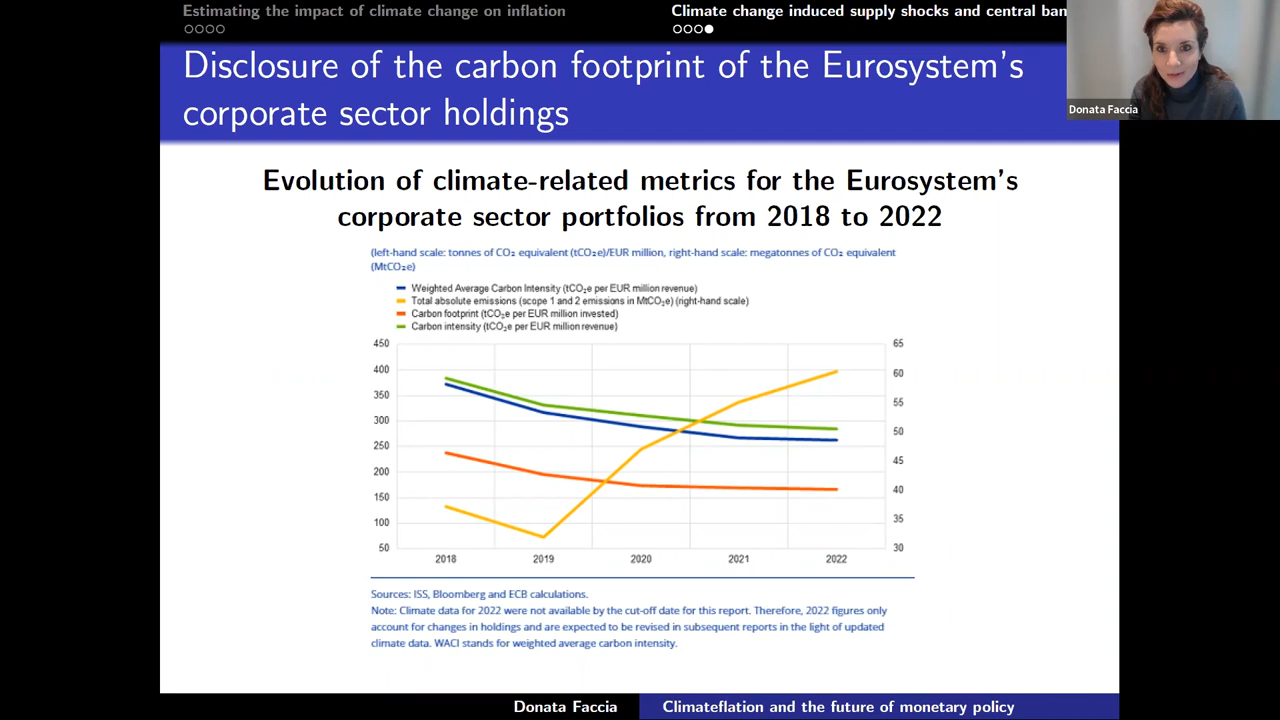 Estimating the impact of climate change on inflation
Climate change induced supply shocks and central ban
Disclosure of the carbon footprint of the Eurosystem's
corporate sector holdings
Donata Faccia
Evolution of climate-related metrics for the Eurosystem's
corporate sector portfolios from 2018 to 2022
(left-hand scale: tonnes of CO₂ equivalent (tCO₂e)/EUR million, right-hand scale: megatonnes of CO₂ equivalent
(MtCO₂e)
Weighted Average Carbon Intensity (tCO₂e per EUR million revenue)
Total absolute emissions (scope 1 and 2 emissions in MtCO₂e) (right-hand scale)
Carbon footprint (tCO₂e per EUR million invested)
Carbon intensity (tCO₂e per EUR million revenue)
450
400
350
300
250
200
150
100
50
65
60
55
50
45
40
35
30
2018 2019 2020 2021 2022
Sources: ISS, Bloomberg and ECB calculations.
Note: Climate data for 2022 were not available by the cut-off date for this report. Therefore, 2022 figures only
account for changes in holdings and are expected to be revised in subsequent reports in the light of updated
climate data. WACI stands for weighted average carbon intensity.
Donata Faccia
Climateflation and the future of monetary policy